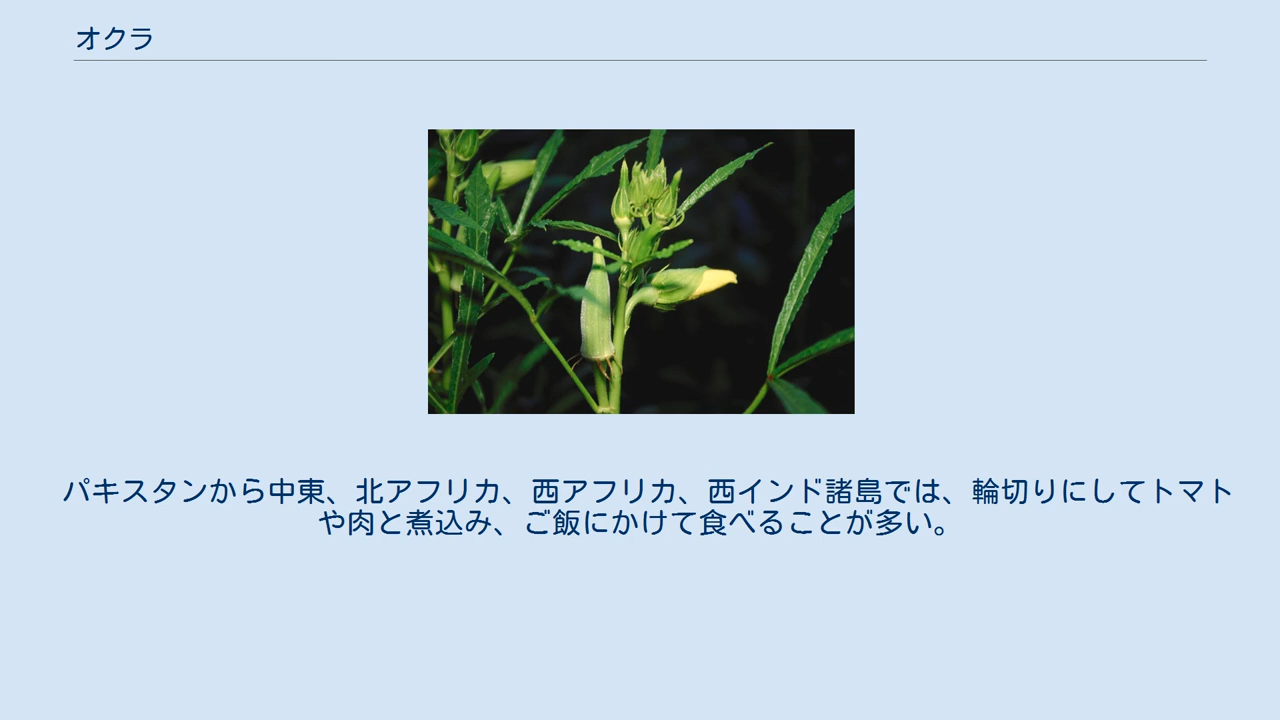 オクラ
パキスタンから中東、北アフリカ、西アフリカ、西インド諸島では、輪切りにしてトマト
や肉と煮込み、ご飯にかけて食べることが多い。